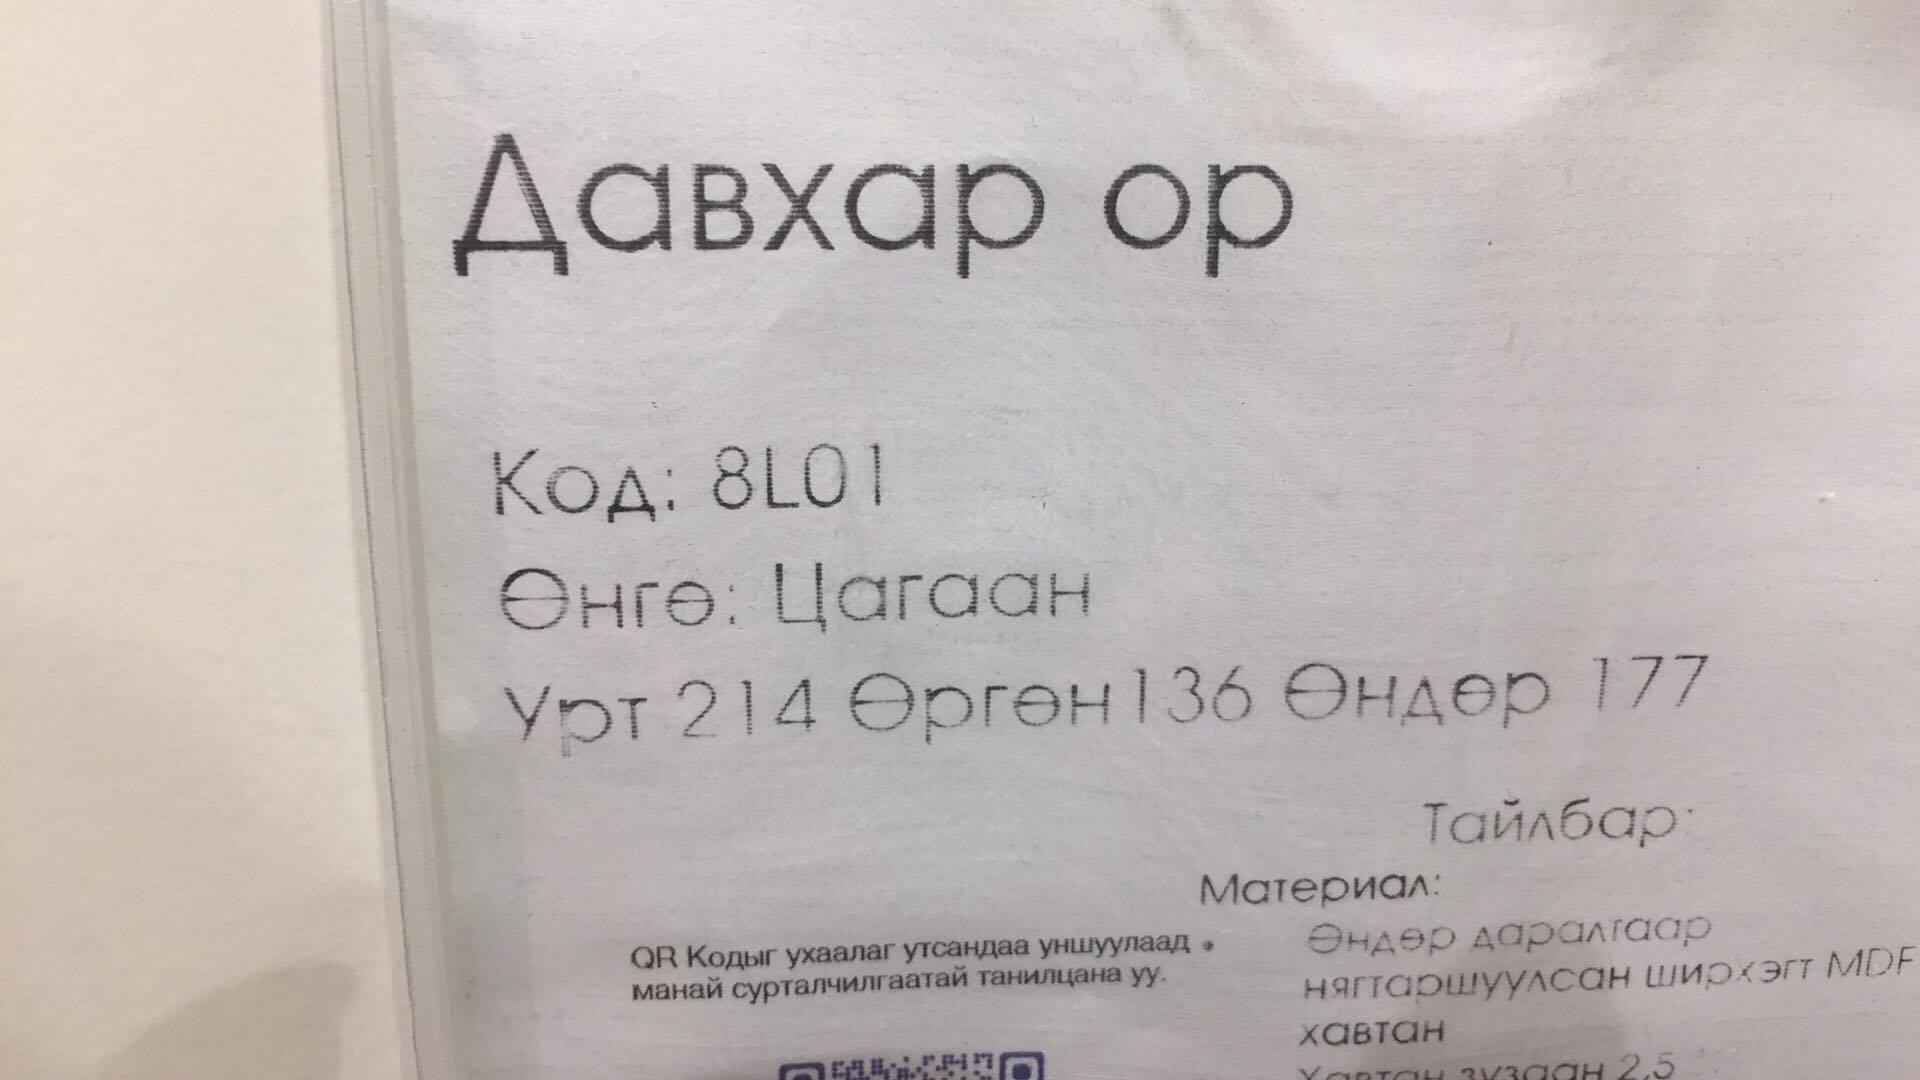 Давхар ор
Код: 8L01
Өнгө: Цагаан
Урт 214 Өргөн136 Өндөр 177
Тайлбар:
Материал:
Өндөр даралгаар
нягтаршуулсан ширхэгт MDF
хавтан
Хавтан зузаан 2,5
QR Кодыг ухаалаг утсандаа уншуулаад
манай сурталчилгаатай танилцана уу.